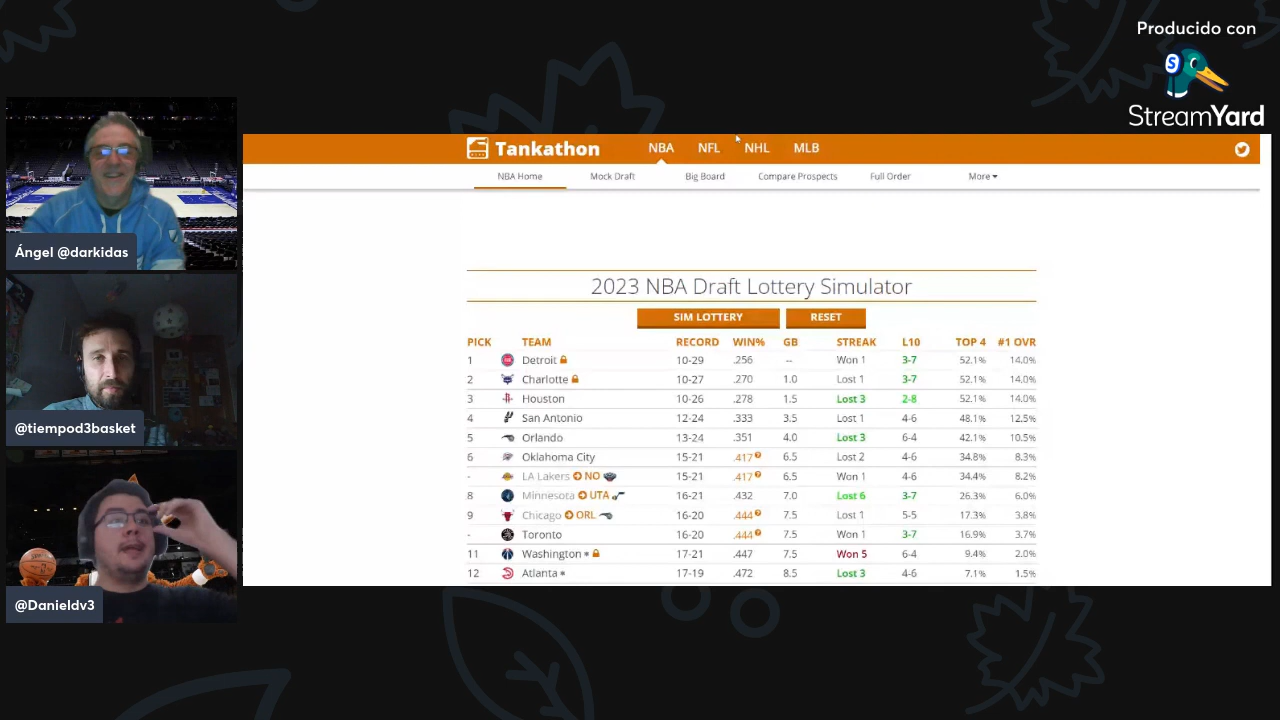 Producido con
S
StreamYard
Tankathon NBA NFL NHL MLB
NBA Home Mock Draft Big Board Compare Prospects Full Order More
2023 NBA Draft Lottery Simulator
SIM LOTTERY RESET
PICK TEAM RECORD WIN% GB STREAK L10 TOP 4 #1 OVR
1 Detroit 10-29 .256 -- Won 1 3-7 52.1% 14.0%
2 Charlotte 10-27 .270 1.0 Lost 1 3-7 52.1% 14.0%
3 Houston 10-26 .278 1.5 Lost 3 2-8 52.1% 14.0%
4 San Antonio 12-24 .333 3.5 Lost 1 4-6 48.1% 12.5%
5 Orlando 13-24 .351 4.0 Lost 3 6-4 42.1% 10.5%
6 Oklahoma City 15-21 .417 ? 6.5 Lost 2 4-6 34.8% 8.3%
- LA Lakers NO 15-21 .417 ? 6.5 Won 1 4-6 34.4% 8.2%
8 Minnesota UTA 16-21 .432 7.0 Lost 6 3-7 26.3% 6.0%
9 Chicago ORL 16-20 .444 ? 7.5 Lost 1 5-5 17.3% 3.8%
- Toronto 16-20 .444 ? 7.5 Won 1 3-7 16.9% 3.7%
11 Washington * 17-21 .447 7.5 Won 5 6-4 9.4% 2.0%
12 Atlanta * 17-19 .472 8.5 Lost 3 4-6 7.1% 1.5%
Ángel @darkidas
@tiempod3basket
@Danieldv3